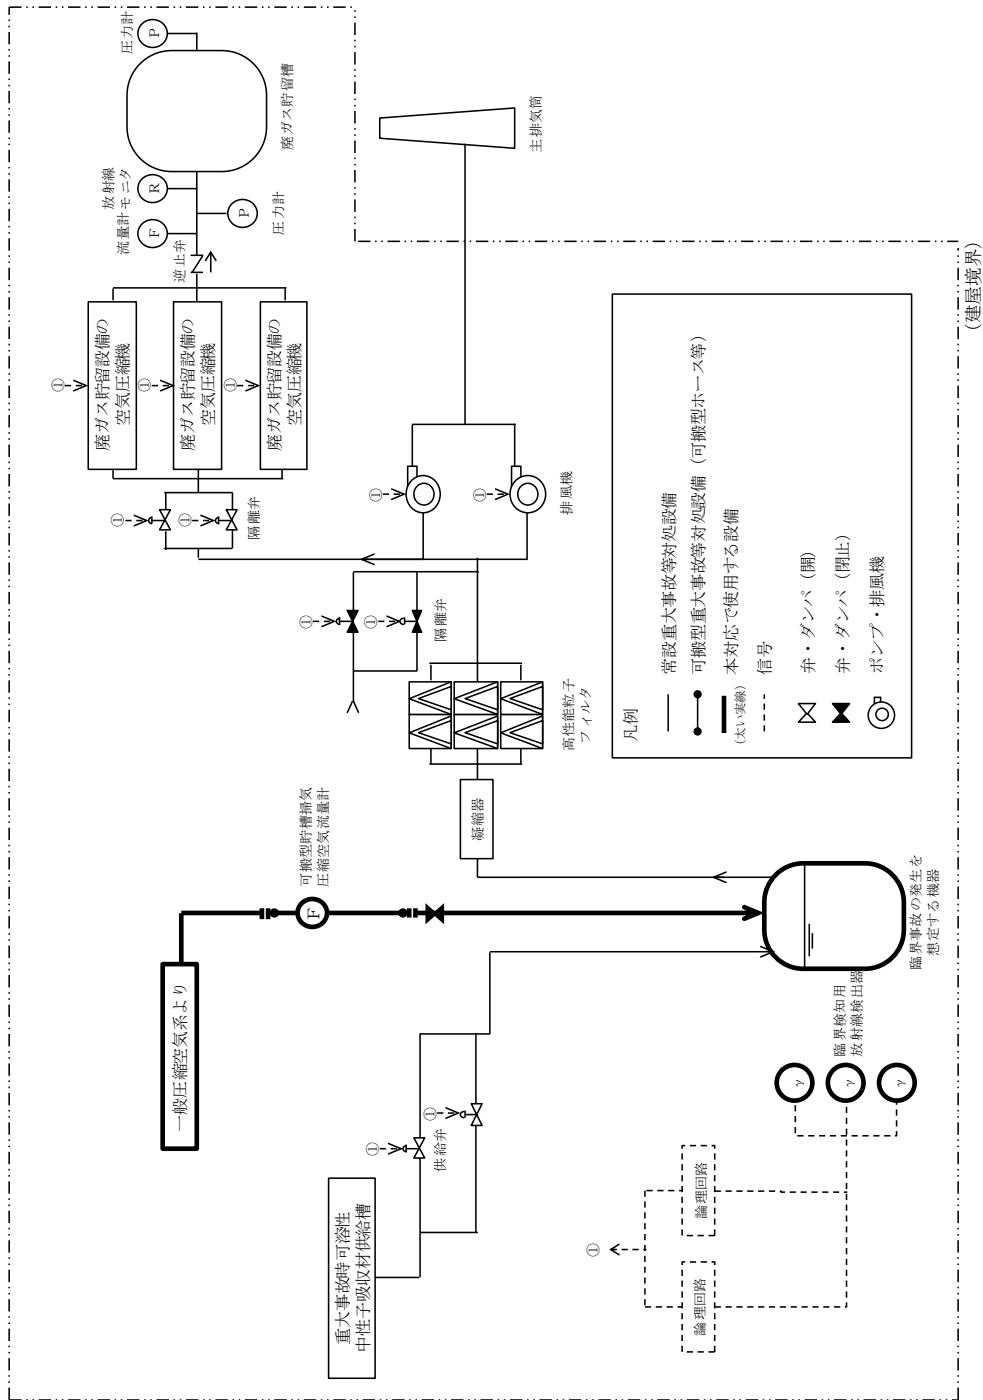 重大事故時可溶性
中性子吸収材供給槽
一般圧縮空気系より
①
①
供給弁
①
論理回路
論理回路
γ
γ
γ
臨界検知用
放射線検出器
臨界事故の発生を
想定する機器
F
可搬型貯槽掃気
圧縮空気流量計
凝縮器
高性能粒子
フィルタ
①
①
隔離弁
①
①
隔離弁
①
①
排風機
①
廃ガス貯留設備の
空気圧縮機
①
廃ガス貯留設備の
空気圧縮機
①
廃ガス貯留設備の
空気圧縮機
逆止弁
F
流量計
R
放射線
モニタ
P
圧力計
P
圧力計
廃ガス貯留槽
主排気筒
凡例
常設重大事故等対処設備
可搬型重大事故等対処設備（可搬型ホース等）
本対応で使用する設備
(太い実線)
信号
弁・ダンパ（開）
弁・ダンパ（閉止）
ポンプ・排風機
(建屋境界)